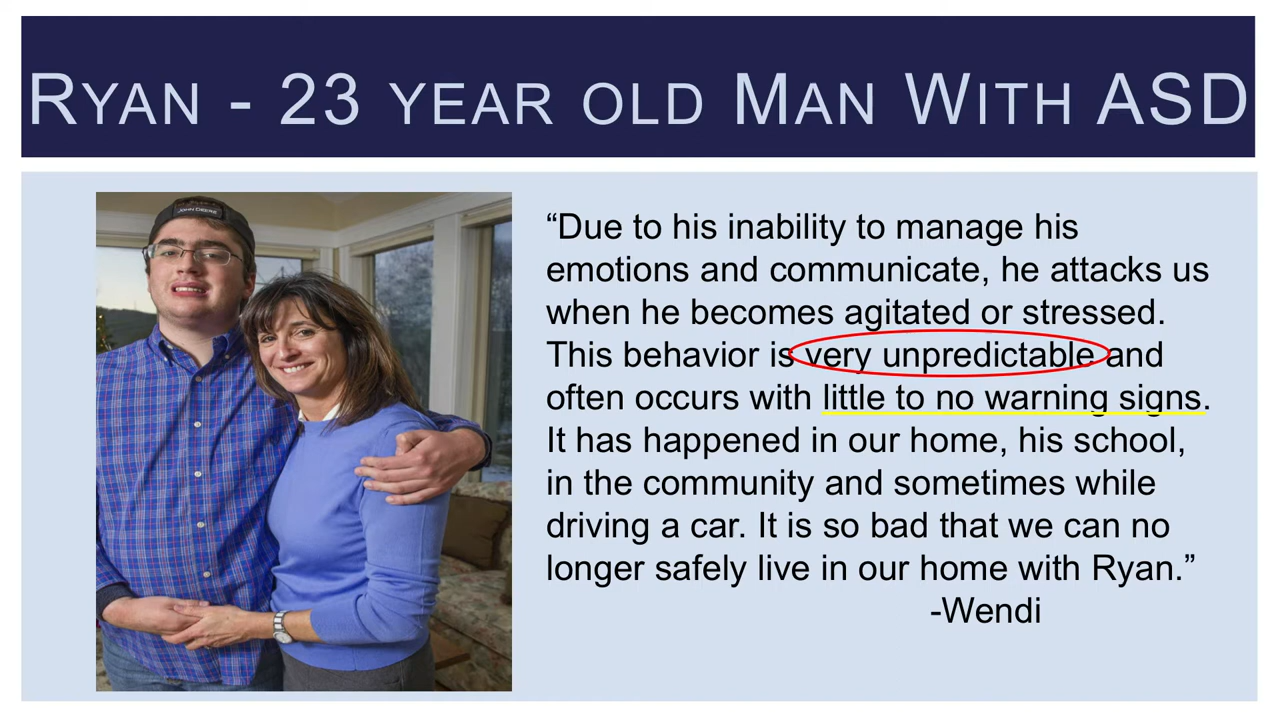 RYAN - 23 YEAR OLD MAN WITH ASD
JOHN DEERE
“Due to his inability to manage his
emotions and communicate, he attacks us
when he becomes agitated or stressed.
This behavior is very unpredictable and
often occurs with little to no warning signs.
It has happened in our home, his school,
in the community and sometimes while
driving a car. It is so bad that we can no
longer safely live in our home with Ryan.”
-Wendi